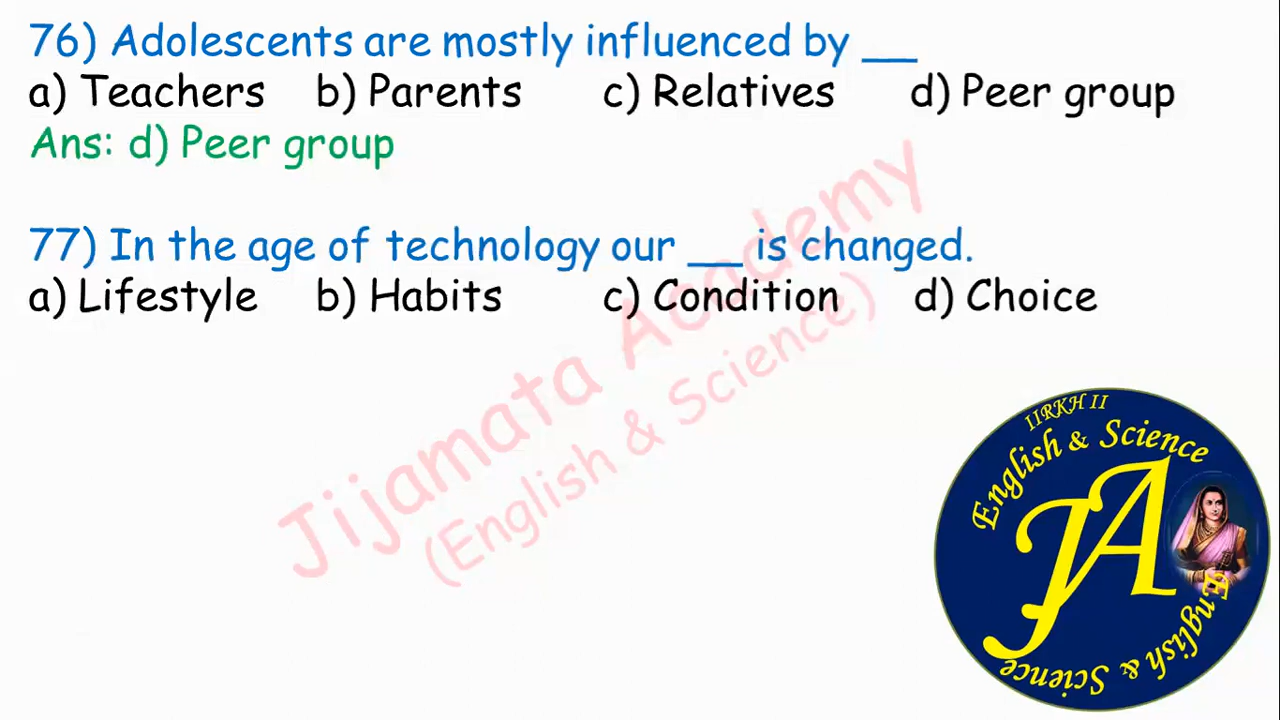 76) Adolescents are mostly influenced by __
a) Teachers b) Parents c) Relatives d) Peer group
Ans: d) Peer group
77) In the age of technology our __ is changed.
a) Lifestyle b) Habits c) Condition d) Choice
Jijamata Academy
(English & Science)
IIRKH II
English & Science
JA
English & Science